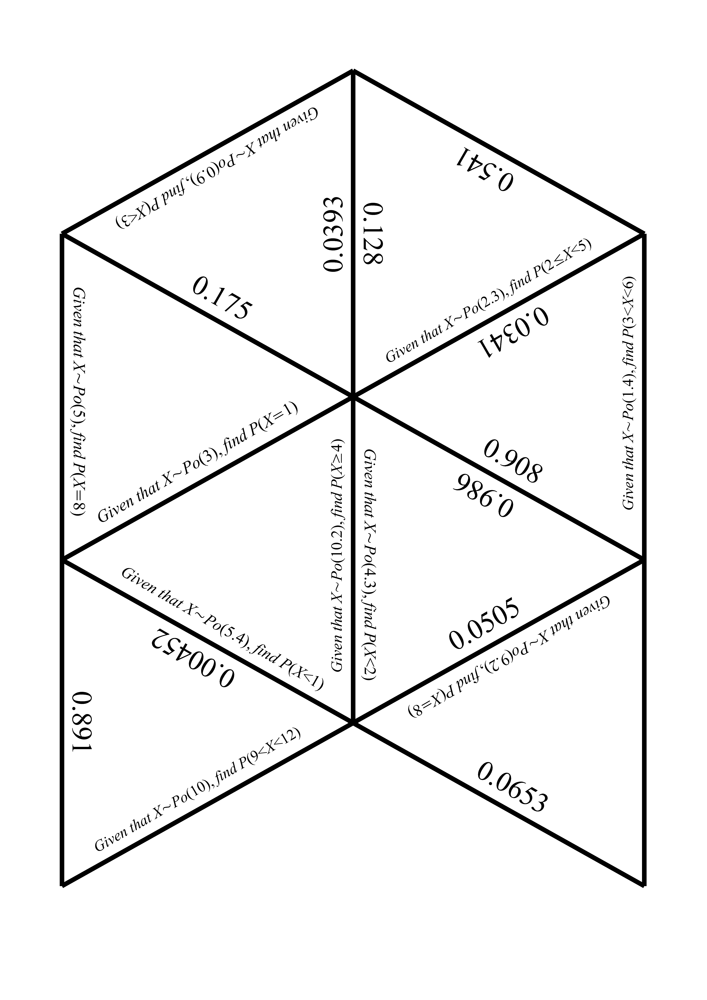 Given that X~Po(0.9), find P(X<3)
0.0393
0.175
0.541
0.128
Given that X~Po(2.3), find P(2≤X<5)
Given that X~Po(5), find P(X=8)
Given that X~Po(3), find P(X=1)
0.0341
Given that X~Po(1.4), find P(3<X<6)
0.908
Given that X~Po(10.2), find P(X≥4)
Given that X~Po(5.4), find P(X<1)
0.986
Given that X~Po(4.3), find P(X<2)
0.0505
0.00452
0.891
Given that X~Po(10), find P(9<X<12)
Given that X~Po(9.2), find P(X=8)
0.0653